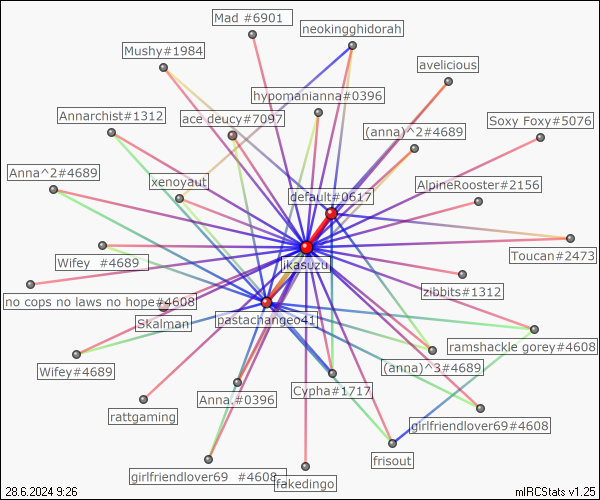 Mad #6901
neokingghidorah
Mushy#1984
avelicious
hypomanianna#0396
Annarchist#1312
ace deucy#7097
(anna)^2#4689
Soxy Foxy#5076
Anna^2#4689
xenoyaut
AlpineRooster#2156
default#0617
Toucan#2473
Wifey #4689
jikasuzu
zibbits#1312
no cops no laws no hope#4608
Skalman
pastachangeo41
ramshackle gorey#4608
Wifey#4689
(anna)^3#4689
Cypha#1717
Anna.#0396
rattgaming
girlfriendlover69#4608
frisout
girlfriendlover69 #4608
fakedingo
28.6.2024 9:26
mIRCStats v1.25